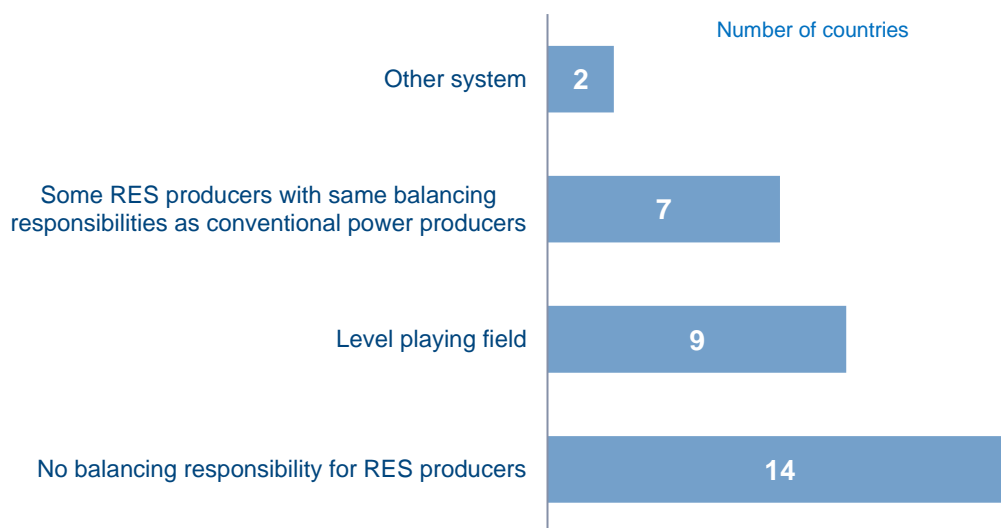 Number of countries
Other system
2
Some RES producers with same balancing
responsibilities as conventional power producers
7
Level playing field
9
No balancing responsibility for RES producers
14